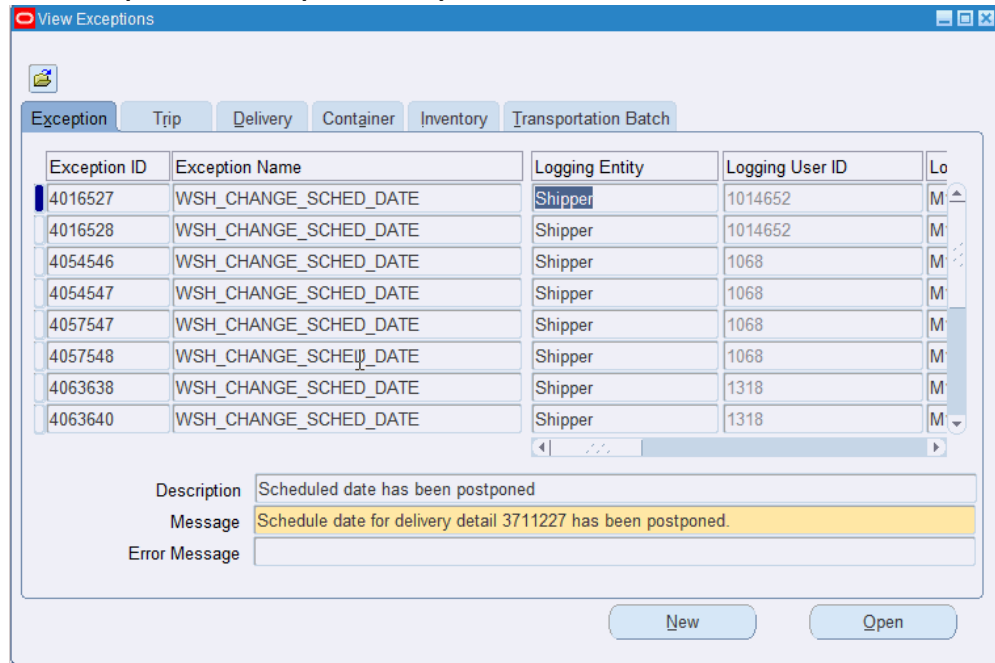 View Exceptions
Exception Trip Delivery Container Inventory Transportation Batch
Exception ID Exception Name Logging Entity Logging User ID Lo
4016527 WSH_CHANGE_SCHED_DATE Shipper 1014652 M
4016528 WSH_CHANGE_SCHED_DATE Shipper 1014652 M
4054546 WSH_CHANGE_SCHED_DATE Shipper 1068 M
4054547 WSH_CHANGE_SCHED_DATE Shipper 1068 M
4057547 WSH_CHANGE_SCHED_DATE Shipper 1068 M
4057548 WSH_CHANGE_SCHED_DATE Shipper 1068 M
4063638 WSH_CHANGE_SCHED_DATE Shipper 1318 M
4063640 WSH_CHANGE_SCHED_DATE Shipper 1318 M
Description Scheduled date has been postponed
Message Schedule date for delivery detail 3711227 has been postponed.
Error Message
New Open